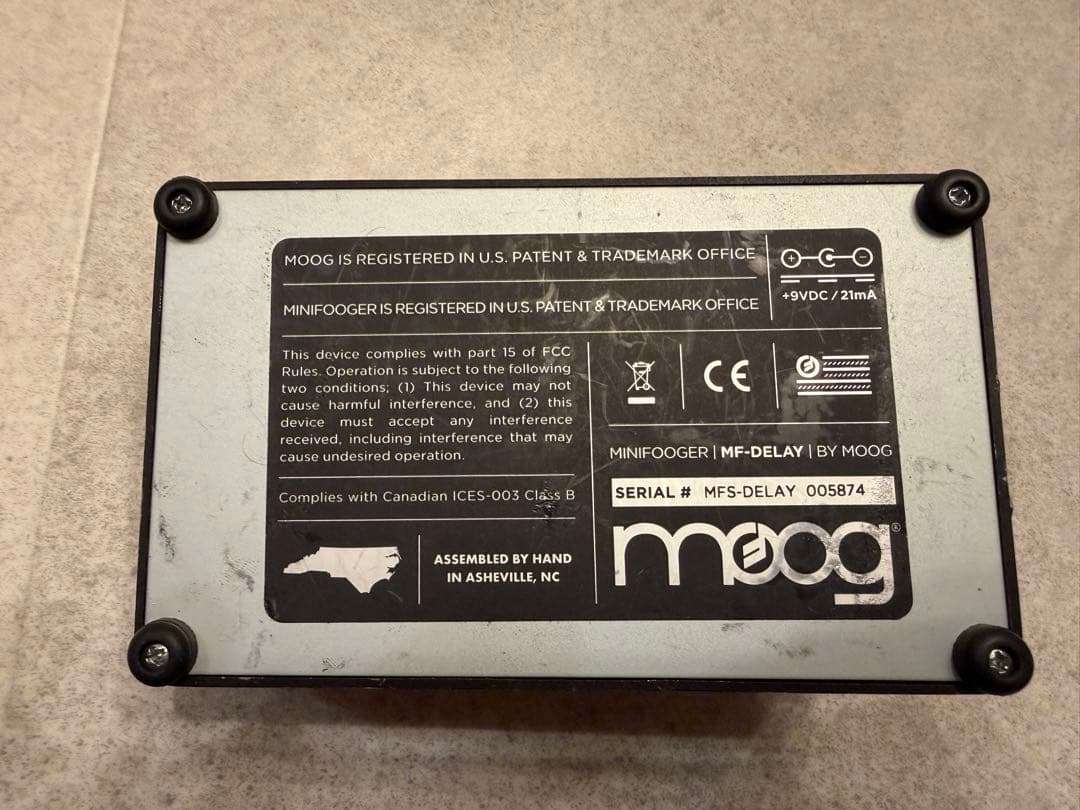 MOOG IS REGISTERED IN U.S. PATENT & TRADEMARK OFFICE
+9VDC / 21mA
MINIFOOGER IS REGISTERED IN U.S. PATENT & TRADEMARK OFFICE
This device complies with part 15 of FCC
Rules. Operation is subject to the following
two conditions; (1) This device may not
cause harmful interference, and (2) this
device must accept any interference
received, including interference that may
cause undesired operation.
Complies with Canadian ICES-003 Class B
ASSEMBLED BY HAND
IN ASHEVILLE, NC
CE
MINIFOOGER | MF-DELAY | BY MOOG
SERIAL # MFS-DELAY 005874
moog®